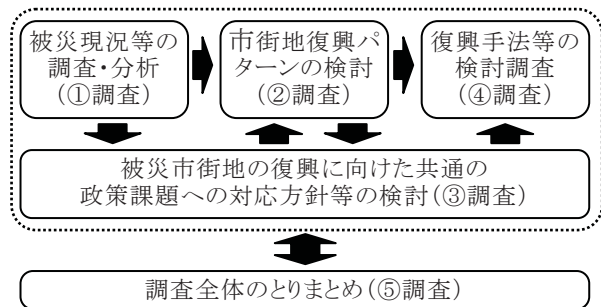 被災現況等の
調査・分析
(①調査)
市街地復興パ
ターンの検討
(②調査)
復興手法等の
検討調査
(④調査)
被災市街地の復興に向けた共通の
政策課題への対応方針等の検討(③調査)
調査全体のとりまとめ(⑤調査)